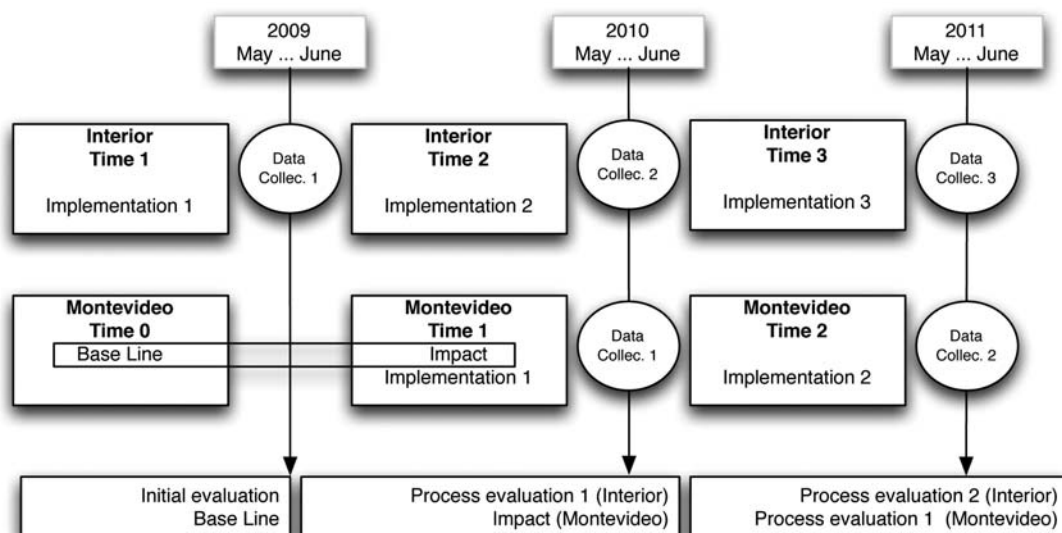 2009
May ... June
2010
May ... June
2011
May ... June
Interior
Time 1
Implementation 1
Data
Collec. 1
Interior
Time 2
Implementation 2
Data
Collec. 2
Interior
Time 3
Implementation 3
Data
Collec. 3
Montevideo
Time 0
Base Line
Montevideo
Time 1
Impact
Implementation 1
Data
Collec. 1
Montevideo
Time 2
Implementation 2
Data
Collec. 2
Initial evaluation
Base Line
Process evaluation 1 (Interior)
Impact (Montevideo)
Process evaluation 2 (Interior)
Process evaluation 1 (Montevideo)